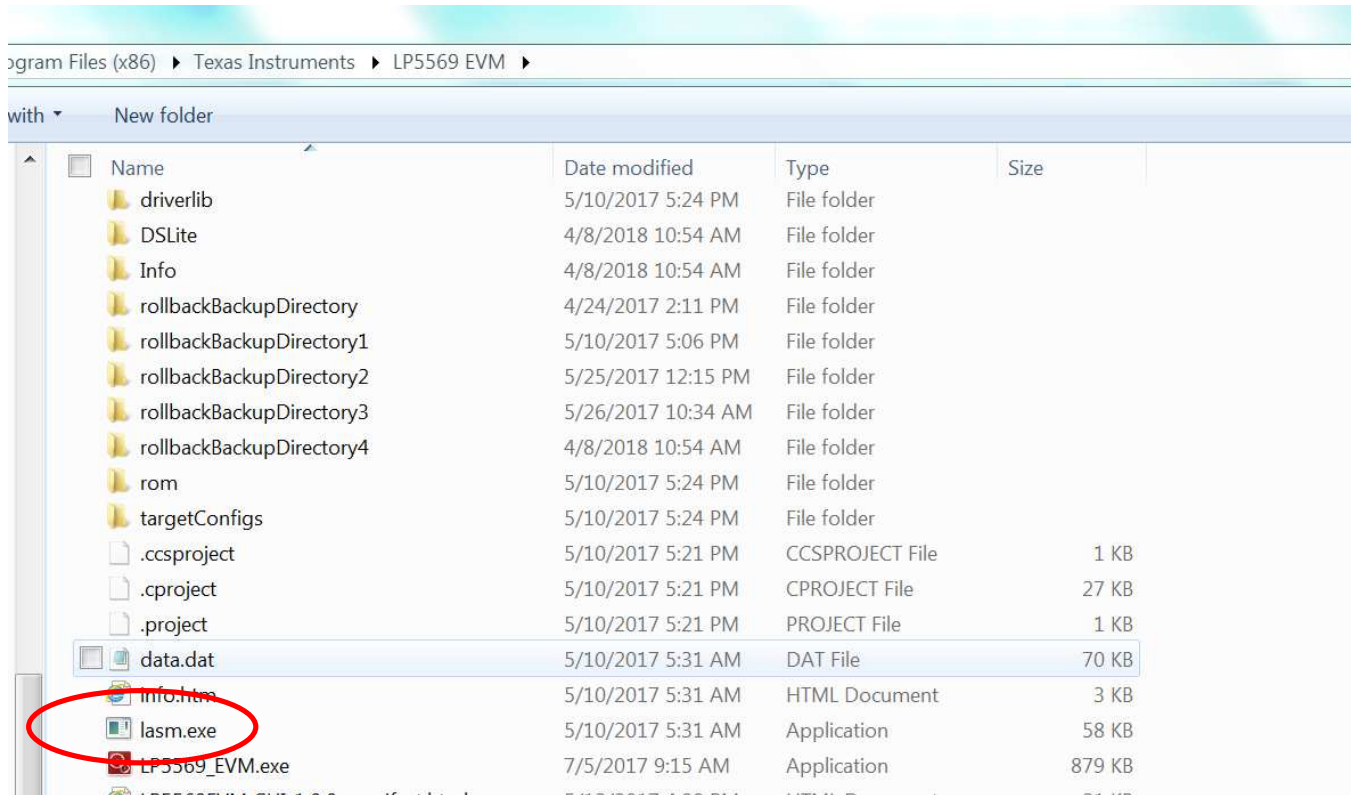 ogram Files (x86) ▸ Texas Instruments ▸ LP5569 EVM ▸
with New folder
Name Date modified Type Size
driverlib 5/10/2017 5:24 PM File folder
DSLite 4/8/2018 10:54 AM File folder
Info 4/8/2018 10:54 AM File folder
rollbackBackupDirectory 4/24/2017 2:11 PM File folder
rollbackBackupDirectory1 5/10/2017 5:06 PM File folder
rollbackBackupDirectory2 5/25/2017 12:15 PM File folder
rollbackBackupDirectory3 5/26/2017 10:34 AM File folder
rollbackBackupDirectory4 4/8/2018 10:54 AM File folder
rom 5/10/2017 5:24 PM File folder
targetConfigs 5/10/2017 5:24 PM File folder
.ccsproject 5/10/2017 5:21 PM CCSPROJECT File 1 KB
.cproject 5/10/2017 5:21 PM CPROJECT File 27 KB
.project 5/10/2017 5:21 PM PROJECT File 1 KB
data.dat 5/10/2017 5:31 AM DAT File 70 KB
info.htm 5/10/2017 5:31 AM HTML Document 3 KB
lasm.exe 5/10/2017 5:31 AM Application 58 KB
LP5569_EVM.exe 7/5/2017 9:15 AM Application 879 KB